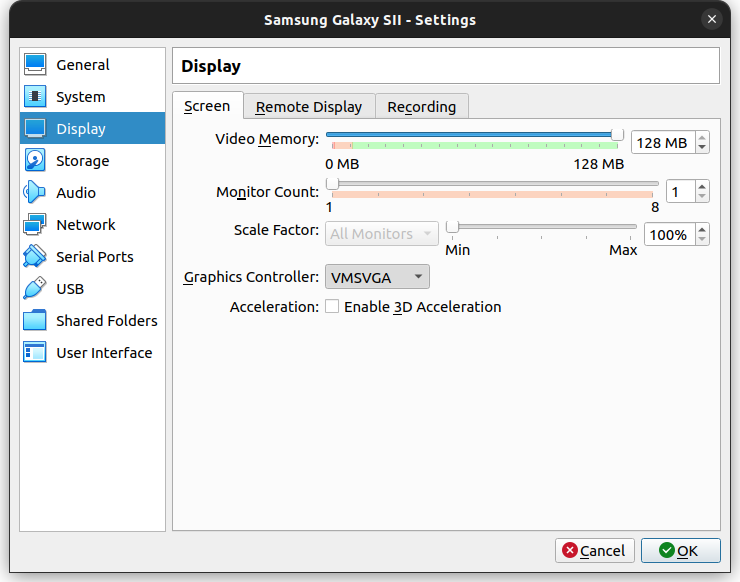 Samsung Galaxy SII - Settings
General
System
Display
Storage
Audio
Network
Serial Ports
USB
Shared Folders
User Interface
Display
Screen Remote Display Recording
Video Memory: 128 MB
0 MB 128 MB
Monitor Count: 1
1 8
Scale Factor: All Monitors 100%
Min Max
Graphics Controller: VMSVGA
Acceleration: Enable 3D Acceleration
Cancel OK